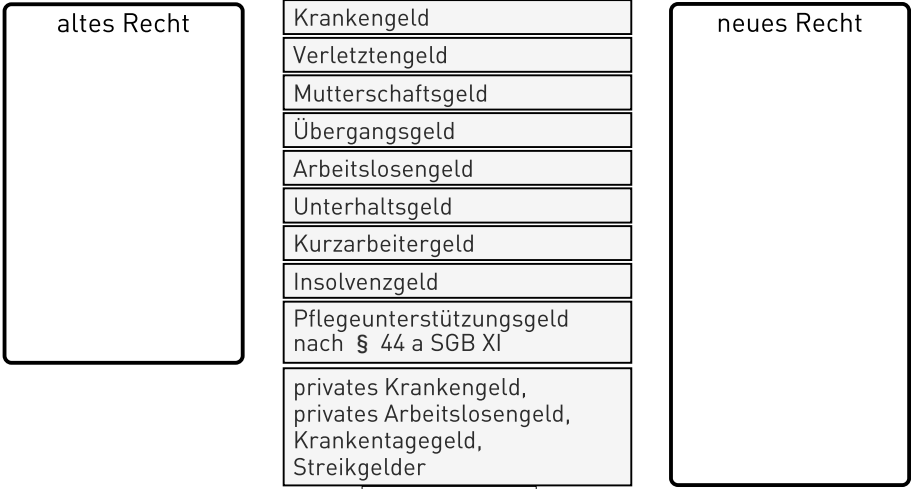 altes Recht
Krankengeld
Verletztengeld
Mutterschaftsgeld
Übergangsgeld
Arbeitslosengeld
Unterhaltsgeld
Kurzarbeitergeld
Insolvenzgeld
Pflegeunterstützungsgeld
nach § 44 a SGB XI
privates Krankengeld,
privates Arbeitslosengeld,
Krankentagegeld,
Streikgelder
neues Recht